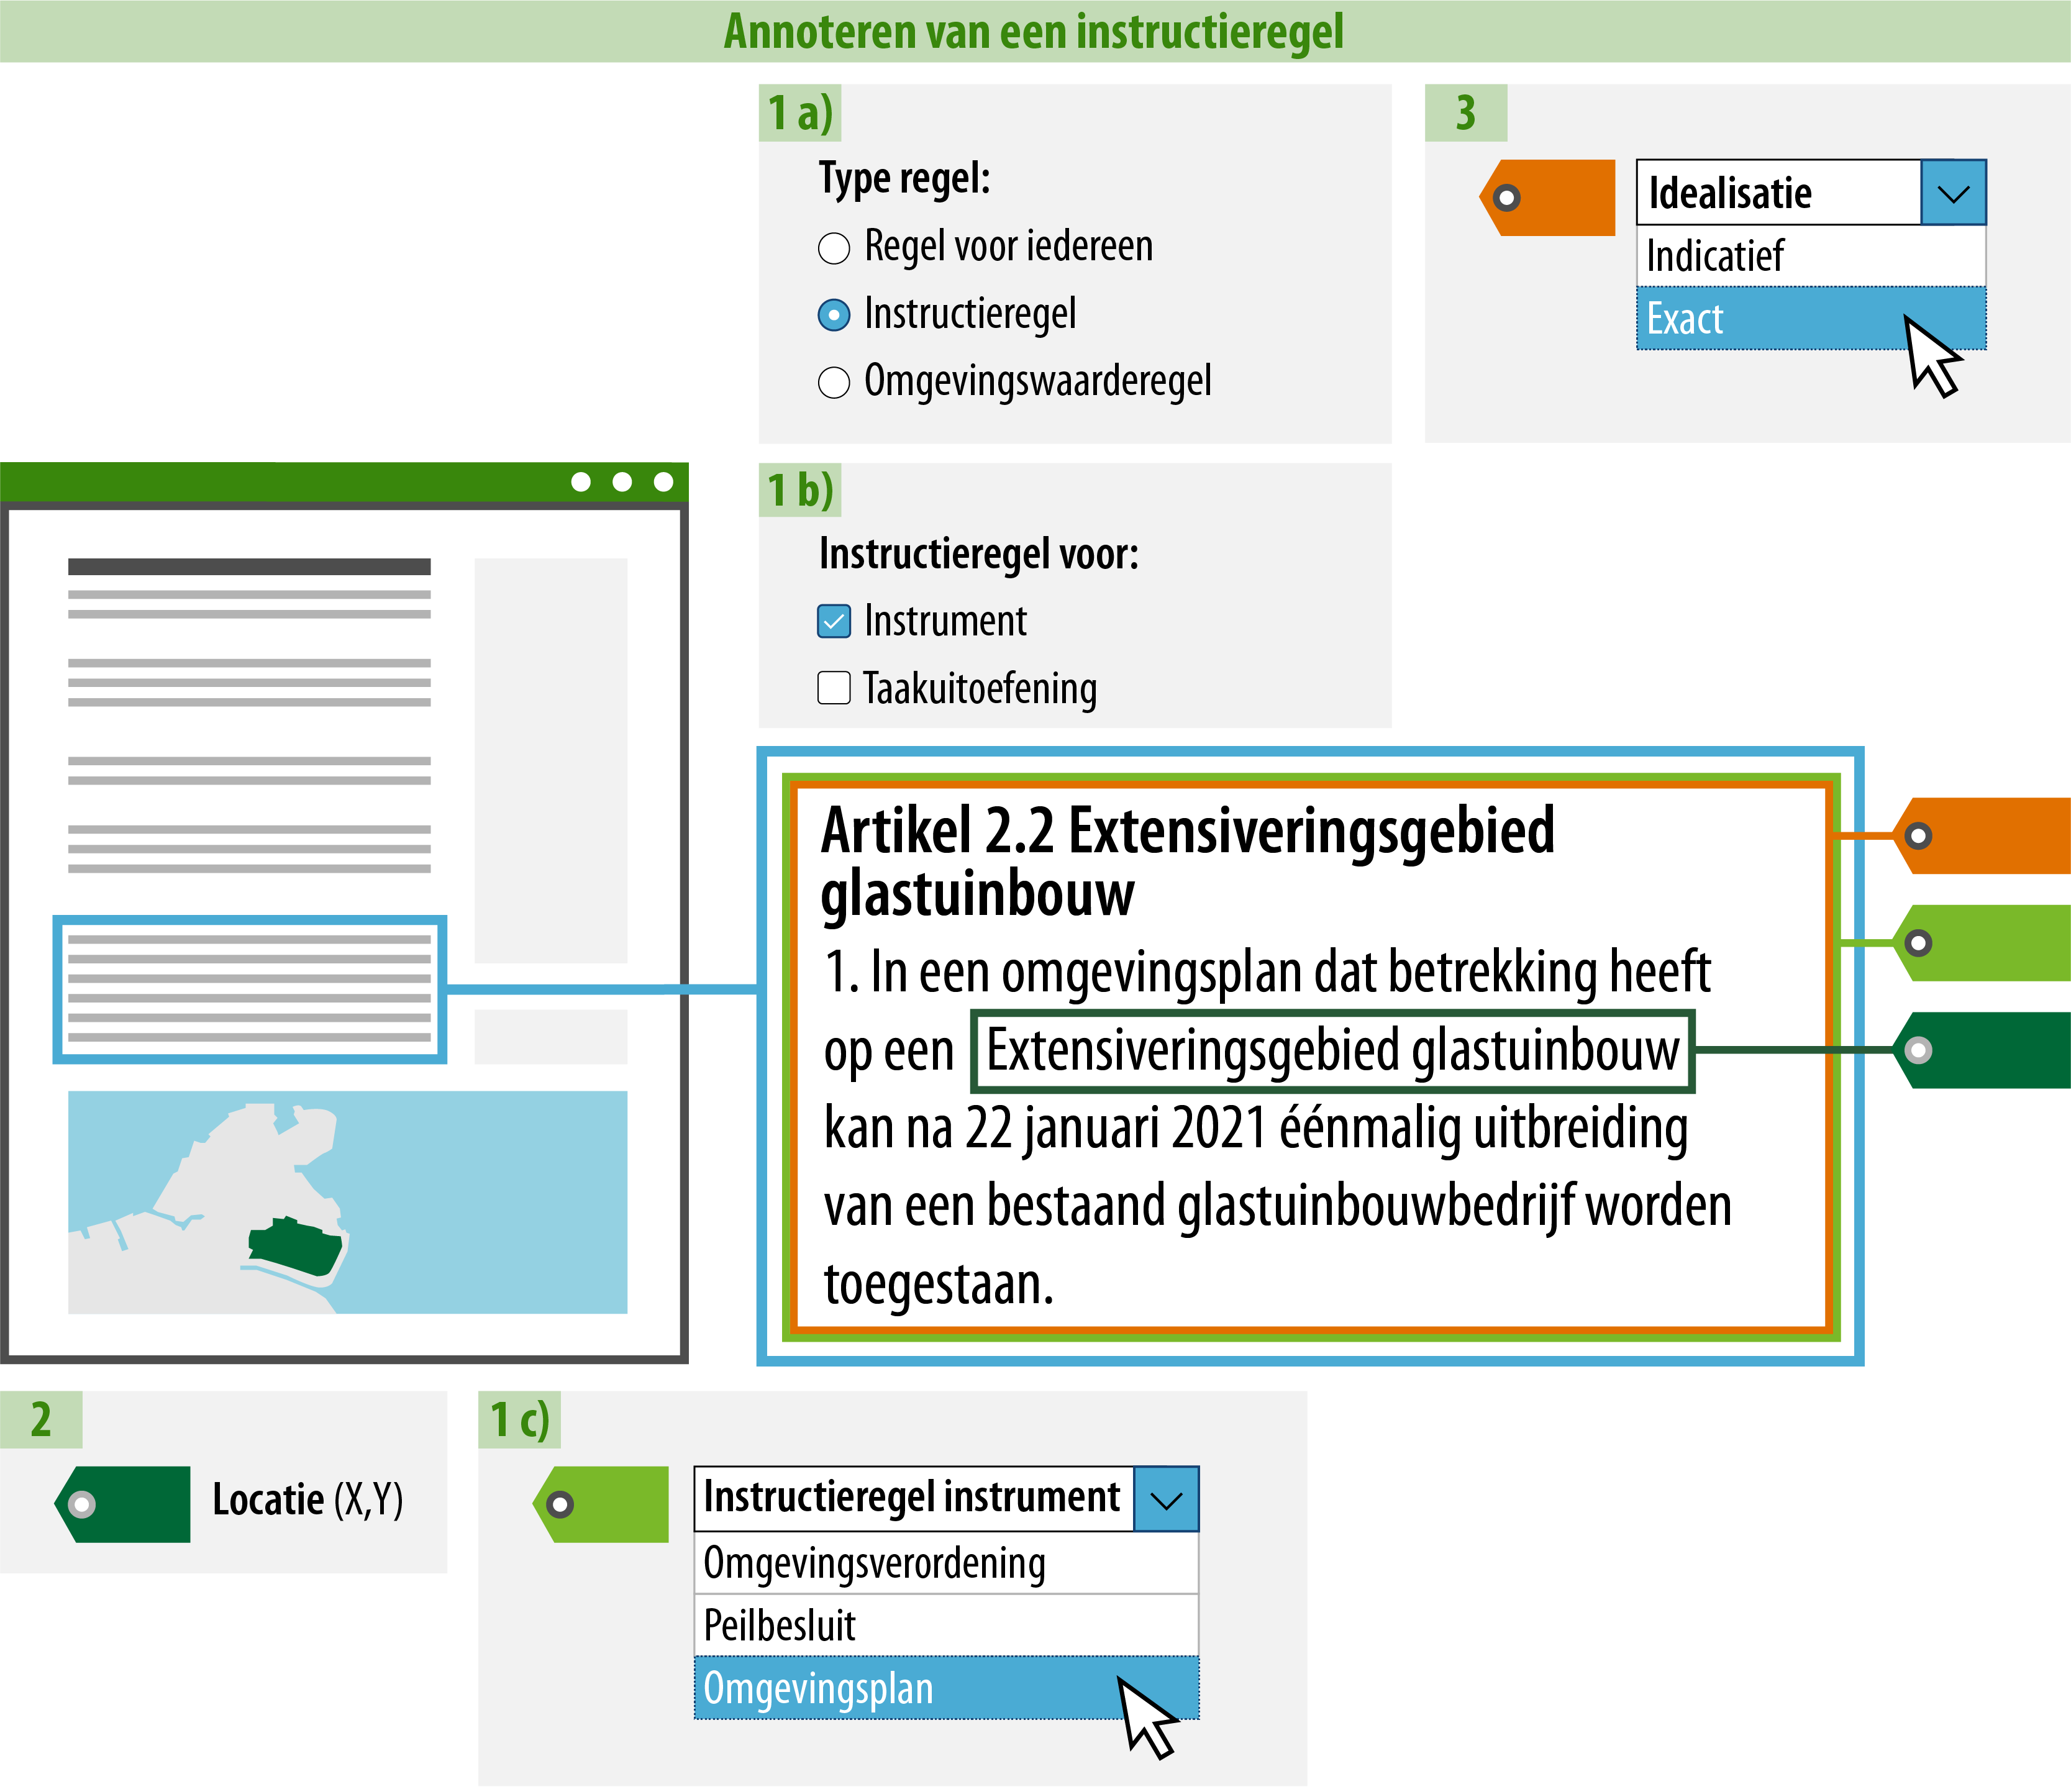 Annoteren van een instructieregel
1 a)
Type regel:
Regel voor iedereen
Instructieregel
Omgevingswaarderegel
3
Idealisatie
Indicatief
Exact
1 b)
Instructieregel voor:
Instrument
Taakuitoefening
Artikel 2.2 Extensiveringsgebied
glastuinbouw
1. In een omgevingsplan dat betrekking heeft
op een Extensiveringsgebied glastuinbouw
kan na 22 januari 2021 éénmalig uitbreiding
van een bestaand glastuinbouwbedrijf worden
toegestaan.
2
Locatie (X,Y)
1 c)
Instructieregel instrument
Omgevingsverordening
Peilbesluit
Omgevingsplan